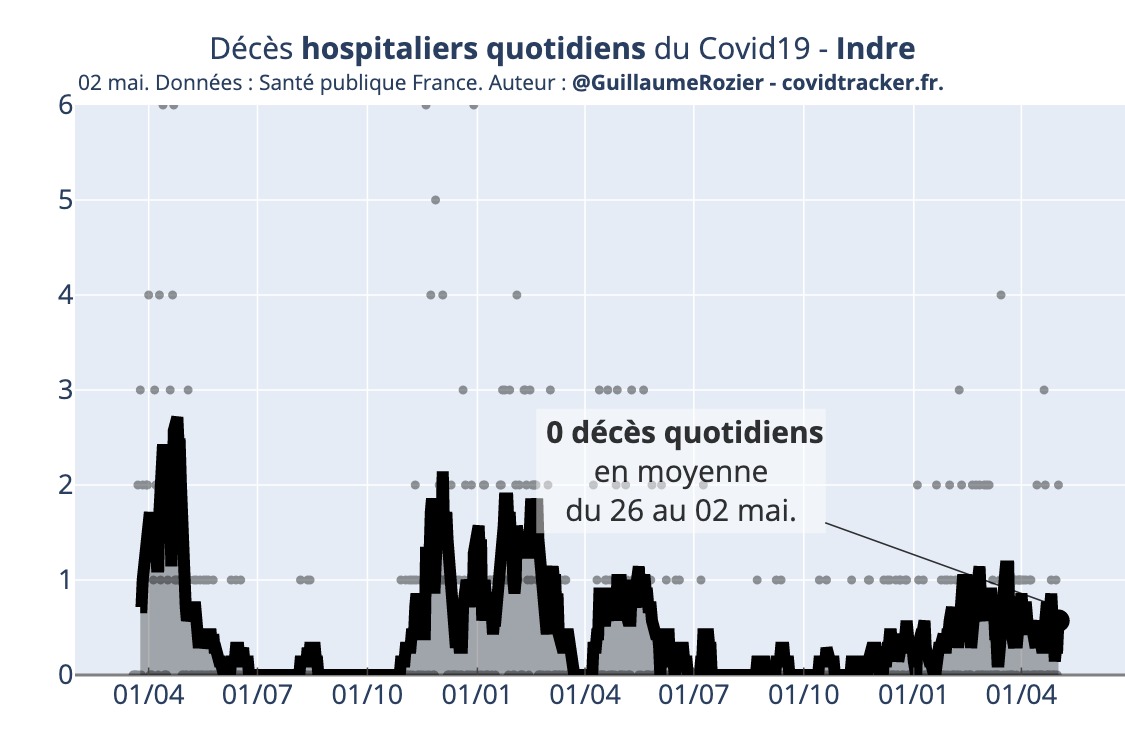 Décès hospitaliers quotidiens du Covid19 - Indre
02 mai. Données : Santé publique France. Auteur : @GuillaumeRozier - covidtracker.fr.
6
5
4
3
0 décès quotidiens
en moyenne
2
du 26 au 02 mai.
1
0
01/04 01/07 01/10 01/01 01/04 01/07 01/10 01/01 01/04